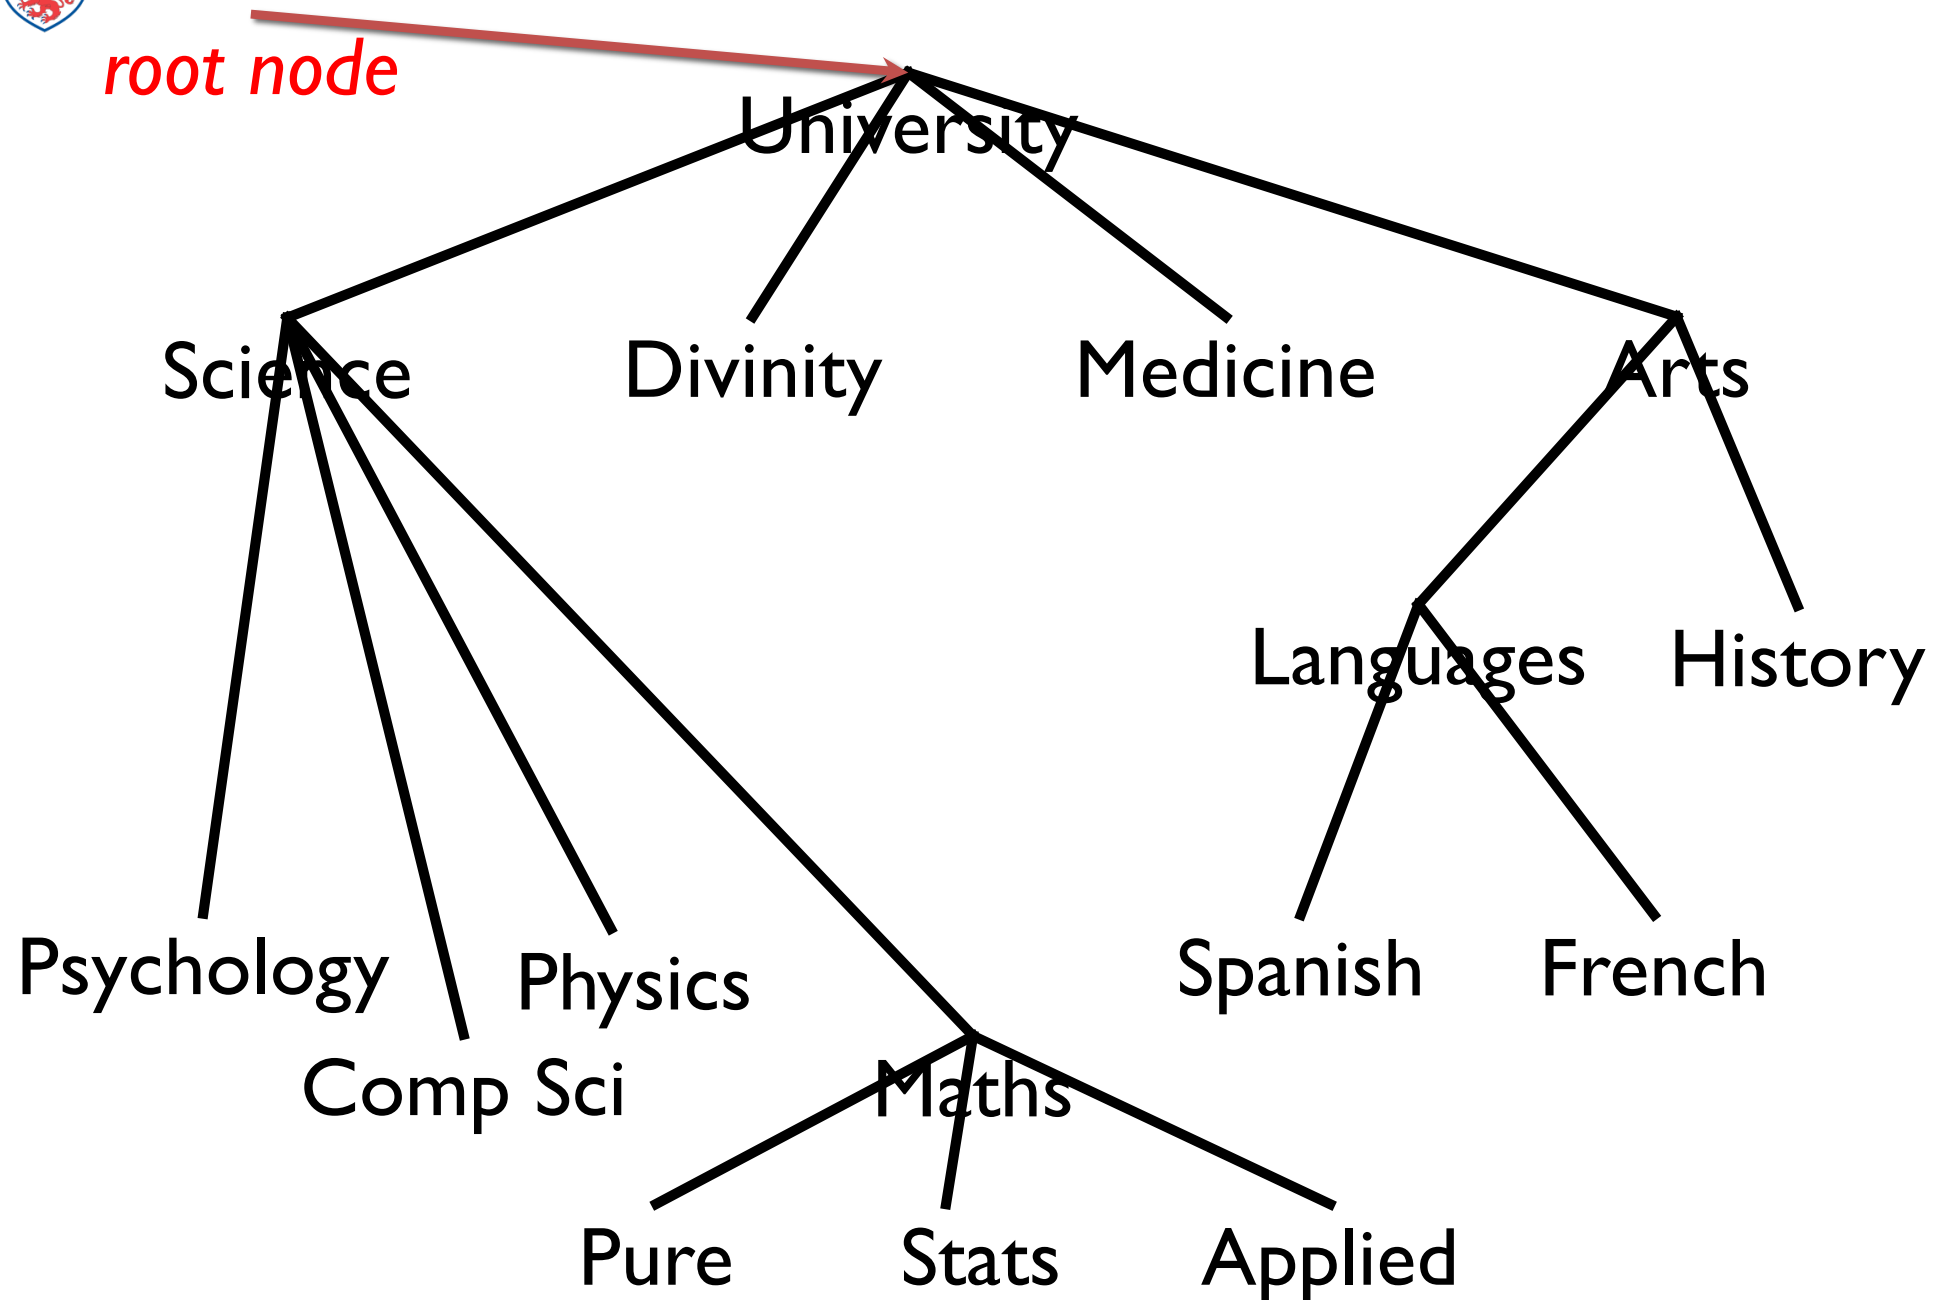 root node
University
Science
Divinity
Medicine
Arts
Languages
History
Psychology
Physics
Spanish
French
Comp Sci
Maths
Pure
Stats
Applied